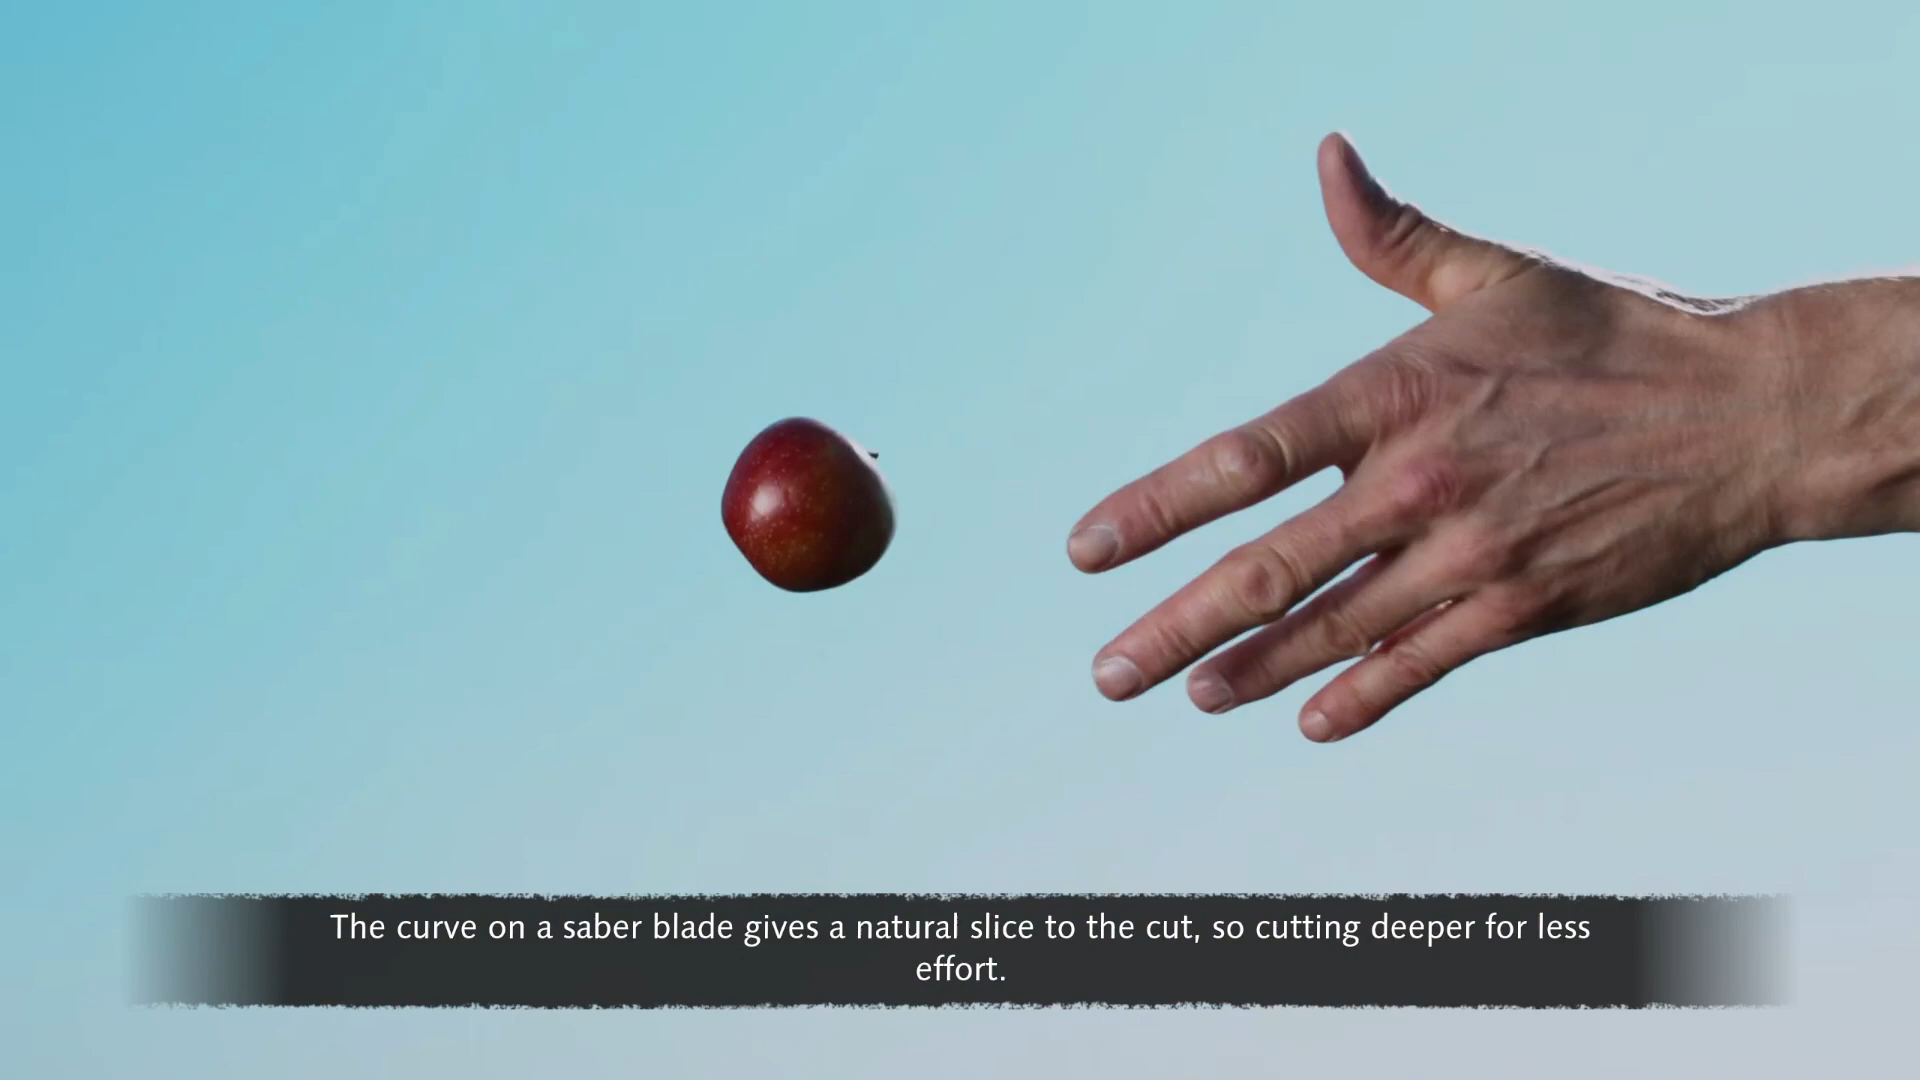 The curve on a saber blade gives a natural slice to the cut, so cutting deeper for less
effort.